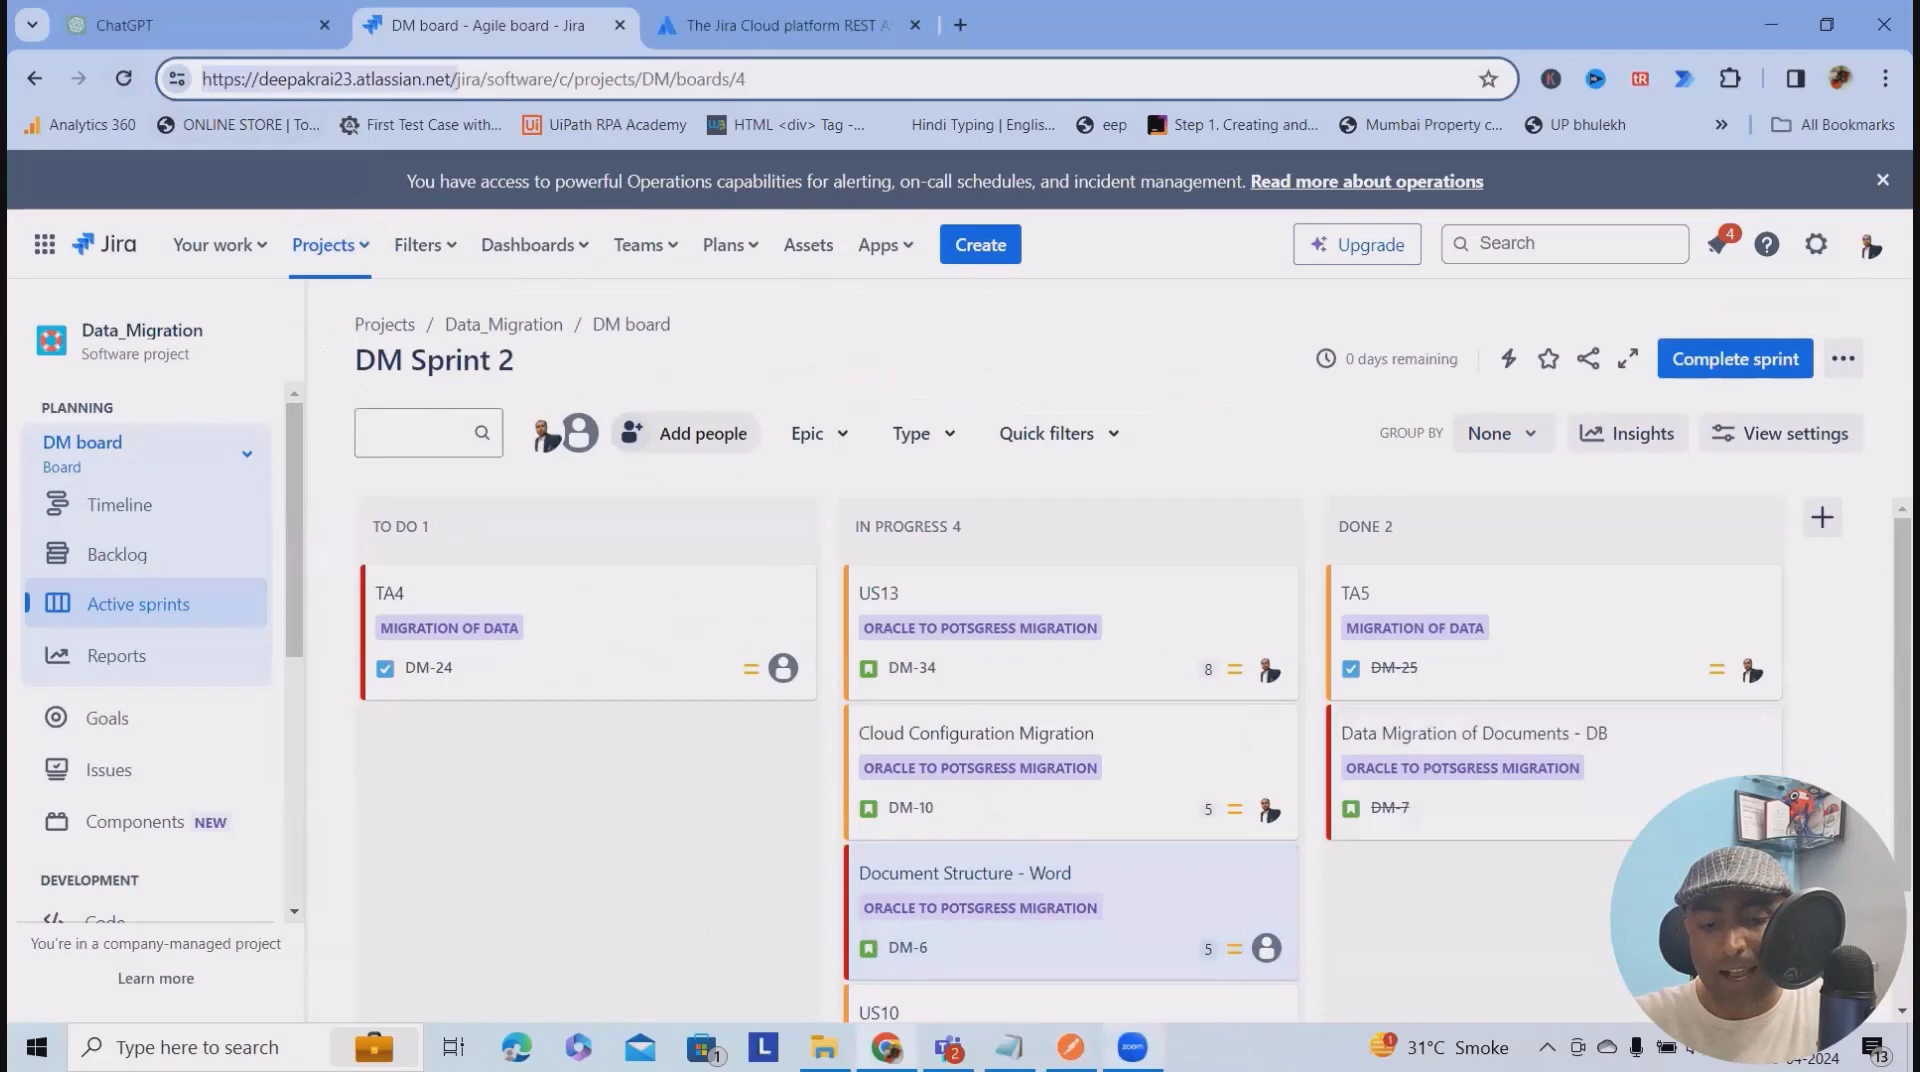 ChatGPT
DM board - Agile board - Jira
The Jira Cloud platform REST A
https://deepakrai23.atlassian.net/jira/software/c/projects/DM/boards/4
Analytics 360
ONLINE STORE | To...
First Test Case with...
UiPath RPA Academy
HTML <div> Tag -...
Hindi Typing | Englis...
eep
Step 1. Creating and...
Mumbai Property c...
UP bhulekh
»
All Bookmarks
You have access to powerful Operations capabilities for alerting, on-call schedules, and incident management. Read more about operations
Jira
Your work
Projects
Filters
Dashboards
Teams
Plans
Assets
Apps
Create
Upgrade
Search
4
Data_Migration
Software project
Projects / Data_Migration / DM board
DM Sprint 2
0 days remaining
Complete sprint
PLANNING
DM board
Board
Timeline
Backlog
Active sprints
Reports
Goals
Issues
Components NEW
DEVELOPMENT
Code
You're in a company-managed project
Learn more
Add people
Epic
Type
Quick filters
GROUP BY
None
Insights
View settings
TO DO 1
TA4
MIGRATION OF DATA
DM-24
IN PROGRESS 4
US13
ORACLE TO POTSGRESS MIGRATION
DM-34
8
Cloud Configuration Migration
ORACLE TO POTSGRESS MIGRATION
DM-10
5
Document Structure - Word
ORACLE TO POTSGRESS MIGRATION
DM-6
5
US10
DONE 2
TA5
MIGRATION OF DATA
DM-25
Data Migration of Documents - DB
ORACLE TO POTSGRESS MIGRATION
DM-7
Type here to search
1
L
2
zoom
1
31°C Smoke
04-2024
13